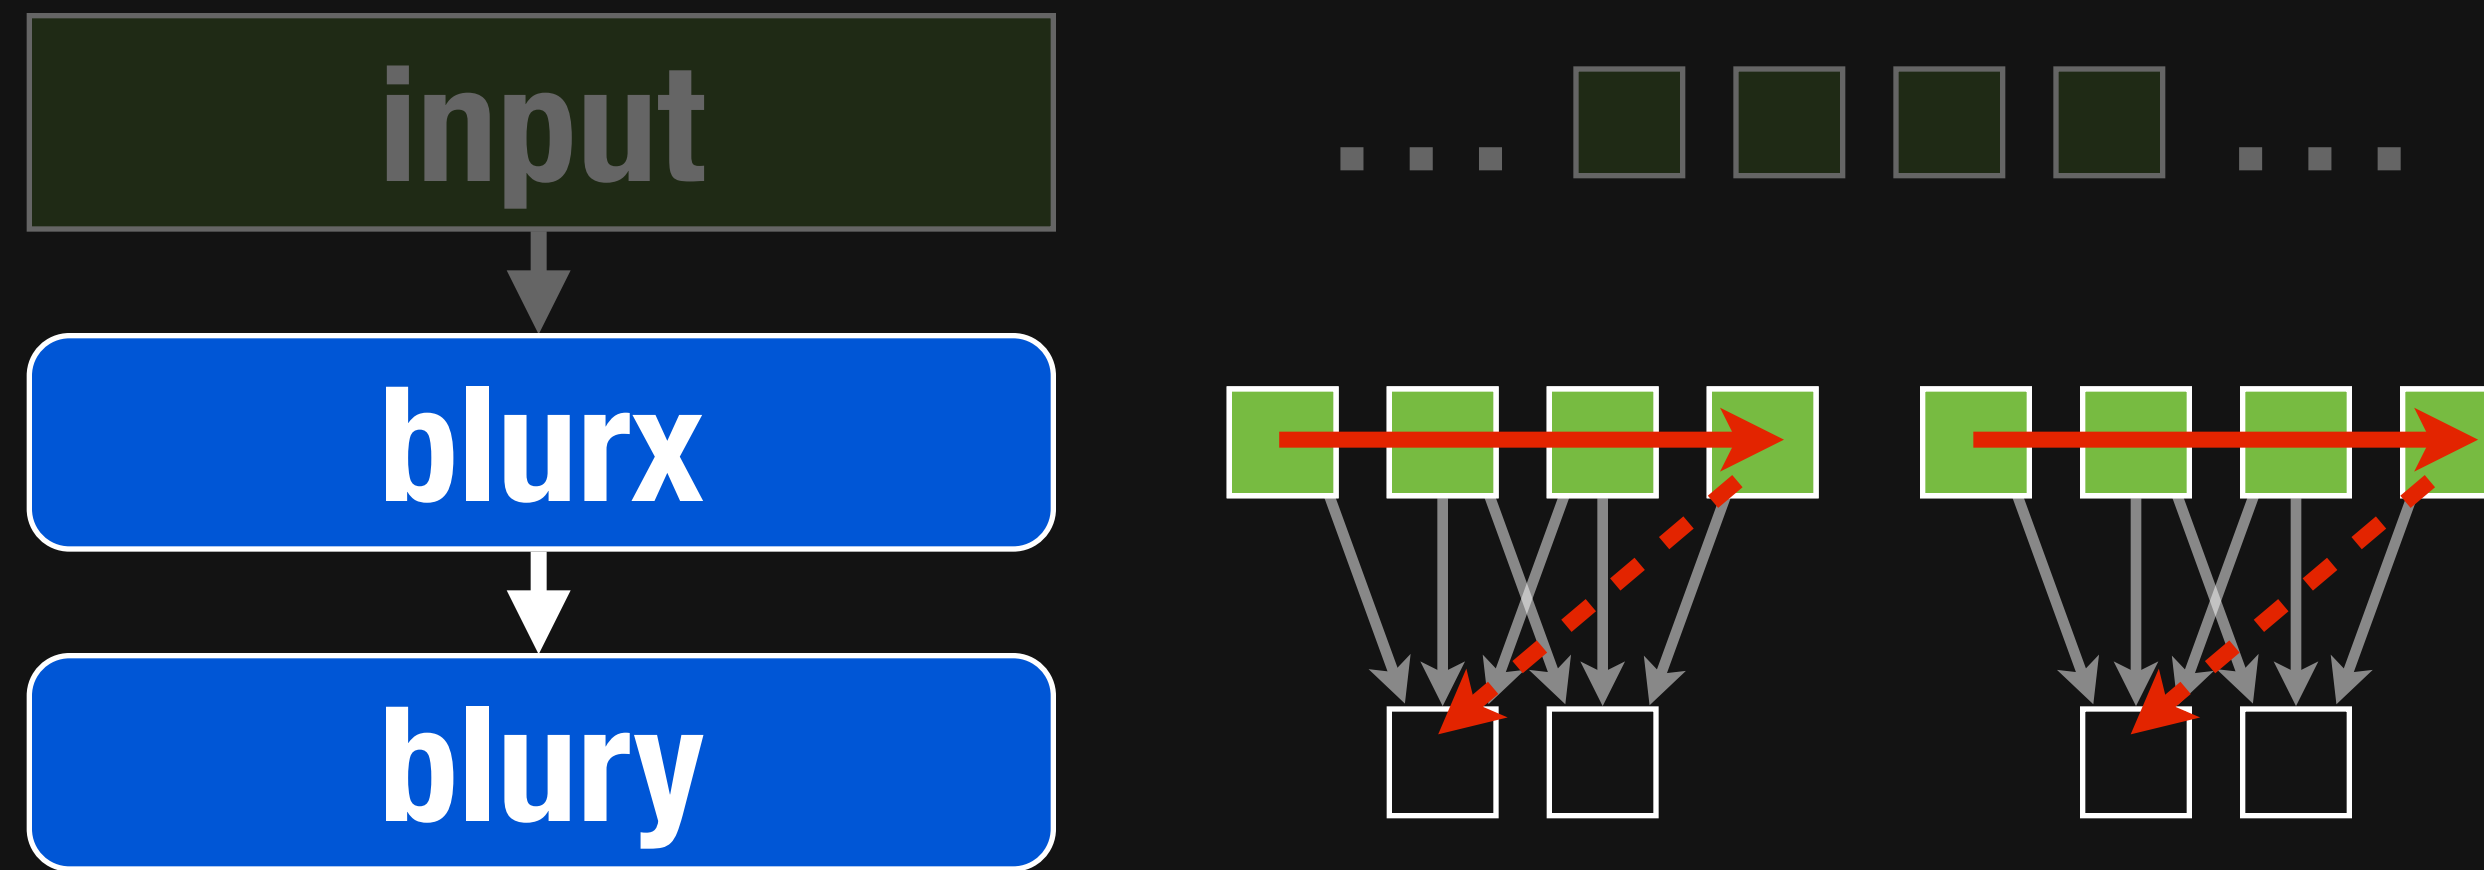 input
. . .
. . .
blurx
blury